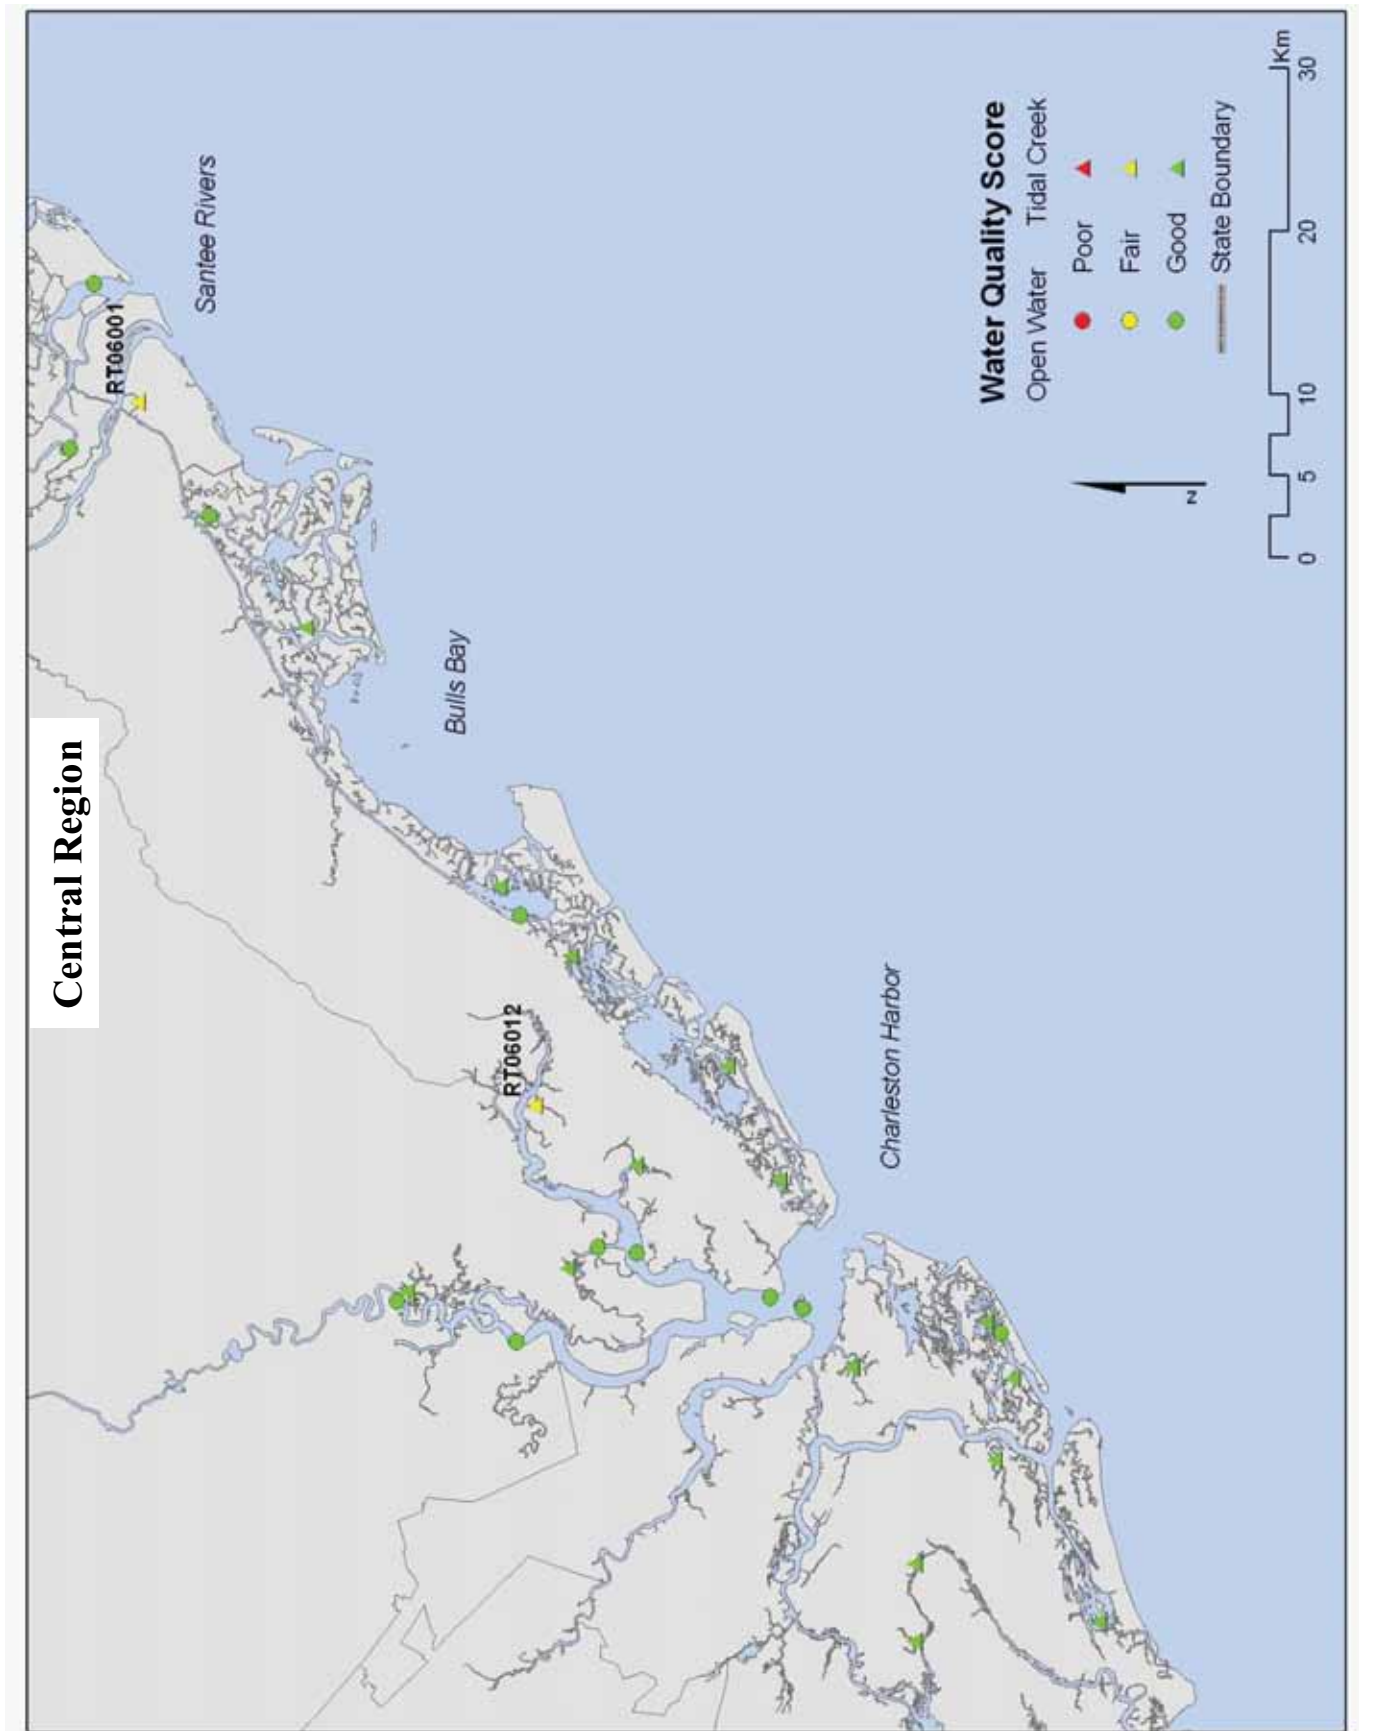 Central Region
Santee Rivers
RT06001
Bulls Bay
RT06012
Charleston Harbor
Water Quality Score
Open Water Tidal Creek
Poor
Fair
Good
State Boundary
N
0 5 10 20 30 Km